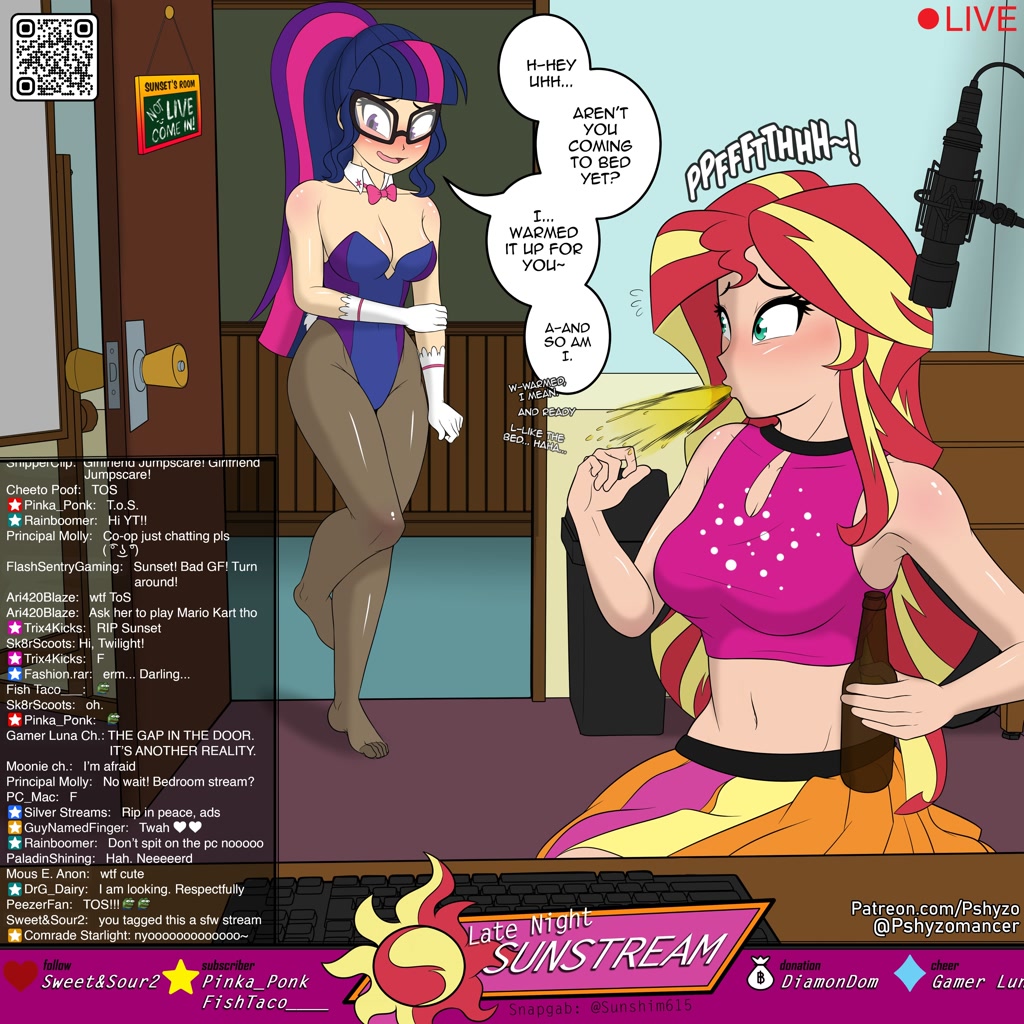 LIVE
SUNSET'S ROOM
NOT
LIVE
COME IN!
H-HEY
UHH...
AREN'T
YOU
COMING
TO BED
YET?
I...
WARMED
IT UP FOR
YOU~
A-AND
SO AM
I.
W-WARMED,
I MEAN.
AND READY
L-LIKE THE
BED... HAHA...
PPFFFTTHHH~!
SnipperClip: Girlfriend Jumpscare! Girlfriend
Jumpscare!
Cheeto Poof: TOS
Pinka_Ponk: T.o.S.
Rainboomer: Hi YT!!
Principal Molly: Co-op just chatting pls
( ͡° ͜ʖ ͡°)
FlashSentryGaming: Sunset! Bad GF! Turn
around!
Ari420Blaze: wtf ToS
Ari420Blaze: Ask her to play Mario Kart tho
Trix4Kicks: RIP Sunset
Sk8rScoots: Hi, Twilight!
Trix4Kicks: F
Fashion.rar: erm... Darling...
Fish Taco___:
Sk8rScoots: oh.
Pinka_Ponk:
Gamer Luna Ch.: THE GAP IN THE DOOR.
IT'S ANOTHER REALITY.
Moonie ch.: I'm afraid
Principal Molly: No wait! Bedroom stream?
PC_Mac: F
Silver Streams: Rip in peace, ads
GuyNamedFinger: Twah 🤍🤍
Rainboomer: Don't spit on the pc nooooo
PaladinShining: Hah. Neeeeerd
Mous E. Anon: wtf cute
DrG_Dairy: I am looking. Respectfully
PeezerFan: TOS!!!
Sweet&Sour2: you tagged this a sfw stream
Comrade Starlight: nyooooooooooooo~
Patreon.com/Pshyzo
@Pshyzomancer
Late Night
SUNSTREAM
Snapgab: @Sunshim615
follow
Sweet&Sour2
subscriber
Pinka_Ponk
FishTaco____
donation
DiamonDom
cheer
Gamer Lun